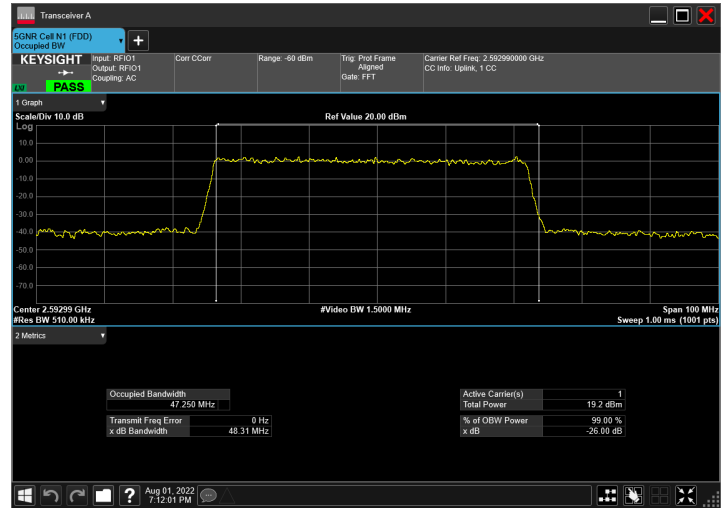 Transceiver A
5GNR Cell N1 (FDD)
Occupied BW
KEYSIGHT
Input: RFIO1
Output: RFIO1
Coupling: AC
Corr CCorr
Range: -60 dBm
Trig: Prot Frame
Aligned
Gate: FFT
Carrier Ref Freq: 2.592990000 GHz
CC Info: Uplink, 1 CC
PASS
1 Graph
Scale/Div 10.0 dB
Ref Value 20.00 dBm
Log
10.0
0.00
-10.0
-20.0
-30.0
-40.0
-50.0
-60.0
-70.0
Center 2.59299 GHz
#Video BW 1.5000 MHz
Span 100 MHz
#Res BW 510.00 kHz
Sweep 1.00 ms (1001 pts)
2 Metrics
Occupied Bandwidth
47.250 MHz
Transmit Freq Error 0 Hz
x dB Bandwidth 48.31 MHz
Active Carrier(s) 1
Total Power 19.2 dBm
% of OBW Power 99.00 %
x dB -26.00 dB
Aug 01, 2022
7:12:01 PM